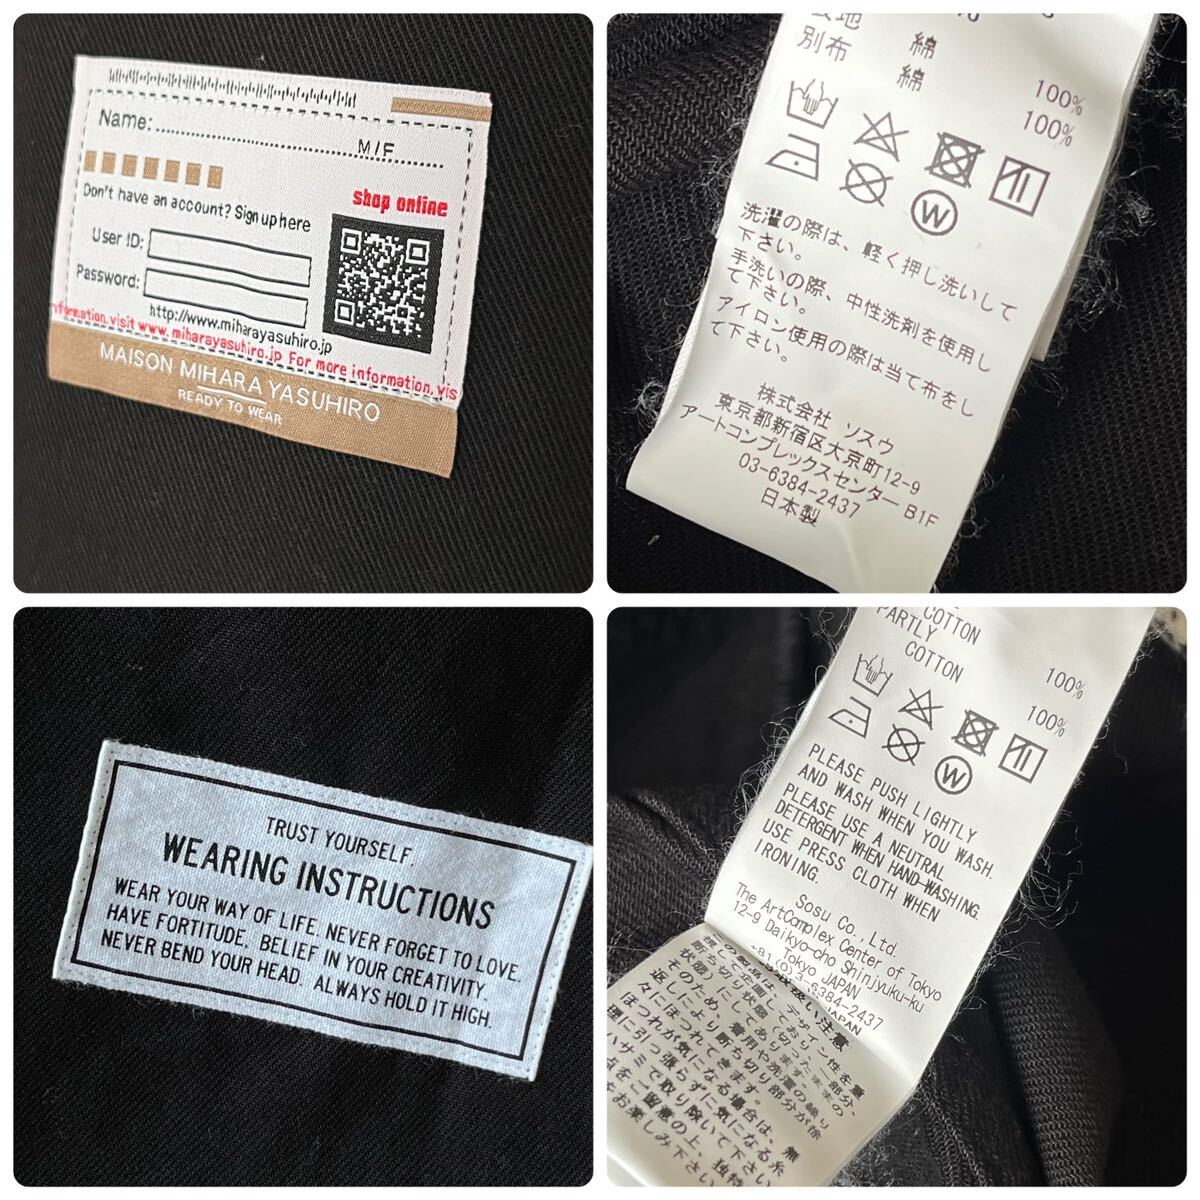 Name:
M/F
Don't have an account? Sign up here
shop online
User ID:
Password:
http://www.miharayasuhiro.jp
nformation, visit www.miharayasuhiro.jp For more information, vis
MAISON MIHARA YASUHIRO
READY TO WEAR
綿 100%
別布 綿 100%
W
洗濯の際は、軽く押し洗いして
下さい。
手洗いの際、中性洗剤を使用し
て下さい。
アイロン使用の際は当て布をし
て下さい。
株式会社 ソスウ
東京都新宿区大京町12-9
アートコンプレックスセンター B1F
03-6384-2437
日本製
TRUST YOURSELF.
WEARING INSTRUCTIONS
WEAR YOUR WAY OF LIFE. NEVER FORGET TO LOVE.
HAVE FORTITUDE. BELIEF IN YOUR CREATIVITY.
NEVER BEND YOUR HEAD. ALWAYS HOLD IT HIGH.
COTTON 100%
PARTLY
COTTON 100%
W
PLEASE PUSH LIGHTLY
AND WASH WHEN YOU WASH.
PLEASE USE A NEUTRAL
DETERGENT WHEN HAND-WASHING.
USE PRESS CLOTH WHEN
IRONING.
Sosu Co., Ltd.
The ArtComplex Center of Tokyo
12-9 Daikyo-cho Shinjyuku-ku
Tokyo JAPAN
+81(0)3-6384-2437
JAPAN